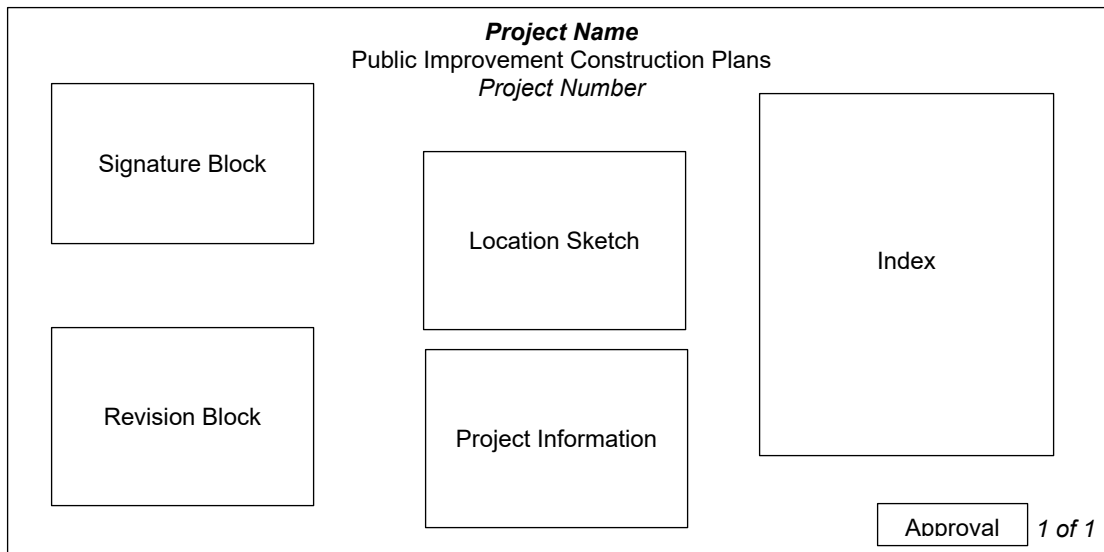 Project Name
Public Improvement Construction Plans
Project Number
Signature Block
Location Sketch
Index
Revision Block
Project Information
Approval
1 of 1